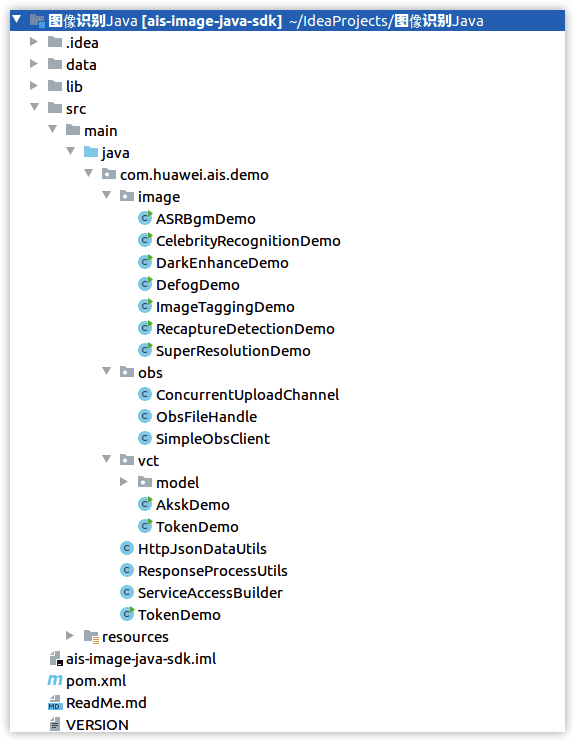 图像识别Java [ais-image-java-sdk] ~/IdeaProjects/图像识别Java
.idea
data
lib
src
main
java
com.huawei.ais.demo
image
ASRBgmDemo
CelebrityRecognitionDemo
DarkEnhanceDemo
DefogDemo
ImageTaggingDemo
RecaptureDetectionDemo
SuperResolutionDemo
obs
ConcurrentUploadChannel
ObsFileHandle
SimpleObsClient
vct
model
AkskDemo
TokenDemo
HttpJsonDataUtils
ResponseProcessUtils
ServiceAccessBuilder
TokenDemo
resources
ais-image-java-sdk.iml
pom.xml
ReadMe.md
VERSION